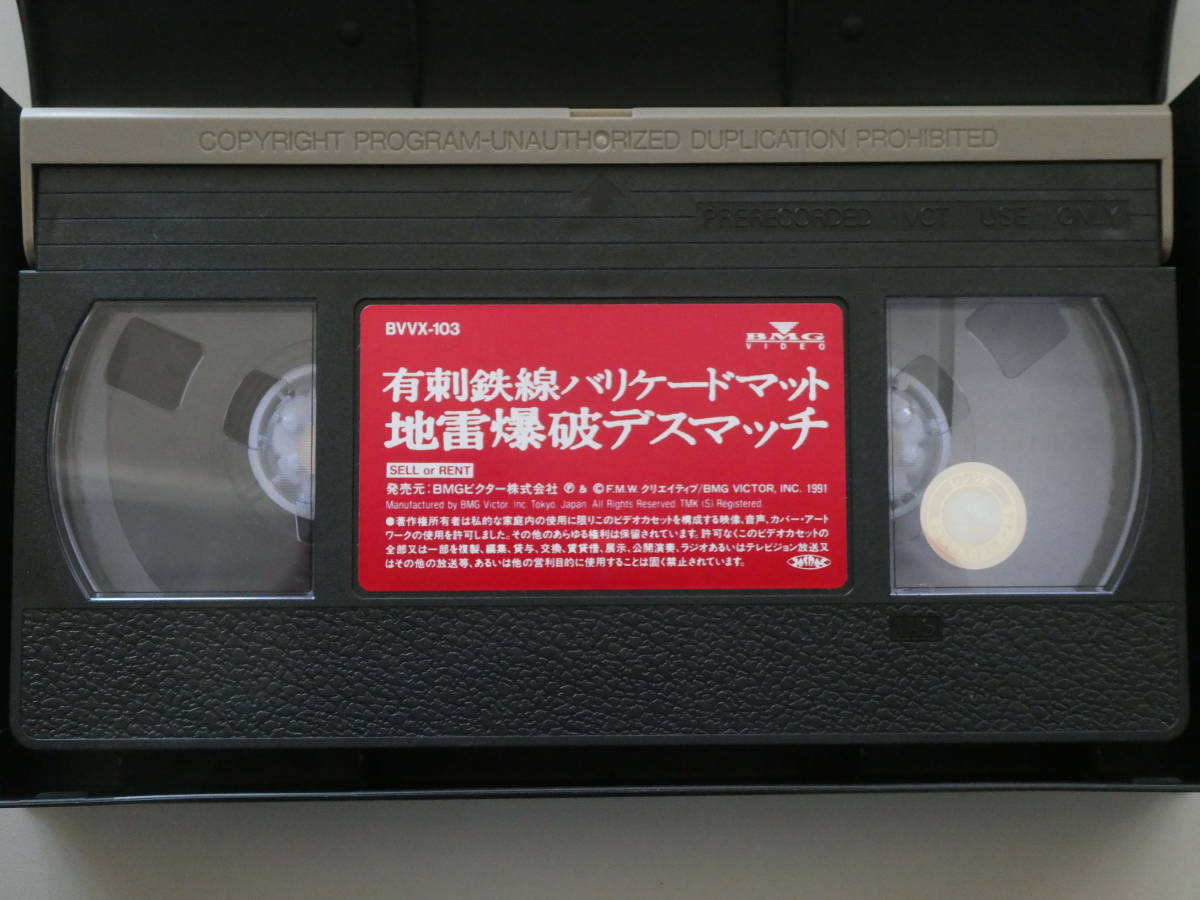 COPYRIGHT PROGRAM-UNAUTHORIZED DUPLICATION PROHIBITED
PRERECORDED VCT USE ONLY
BVVX-103
BMG
VIDEO
有刺鉄線バリケードマット
地雷爆破デスマッチ
SELL or RENT
発売元:BMGビクター株式会社 Ⓟ & © F.M.W. クリエイティブ/BMG VICTOR, INC. 1991
Manufactured by BMG Victor, Inc. Tokyo, Japan. All Rights Reserved. TMK (S) Registered.
●著作権所有者は私的な家庭内の使用に限りこのビデオカセットを構成する映像、音声、カバー・アート
ワークの使用を許可しました。その他のあらゆる権利は保留されています。許可なくこのビデオカセットの
全部又は一部を複製、編集、貸与、交換、賃貸借、展示、公開演奏、ラジオあるいはテレビジョン放送又
はその他の放送等、あるいは他の営利目的に使用することは固く禁止されています。